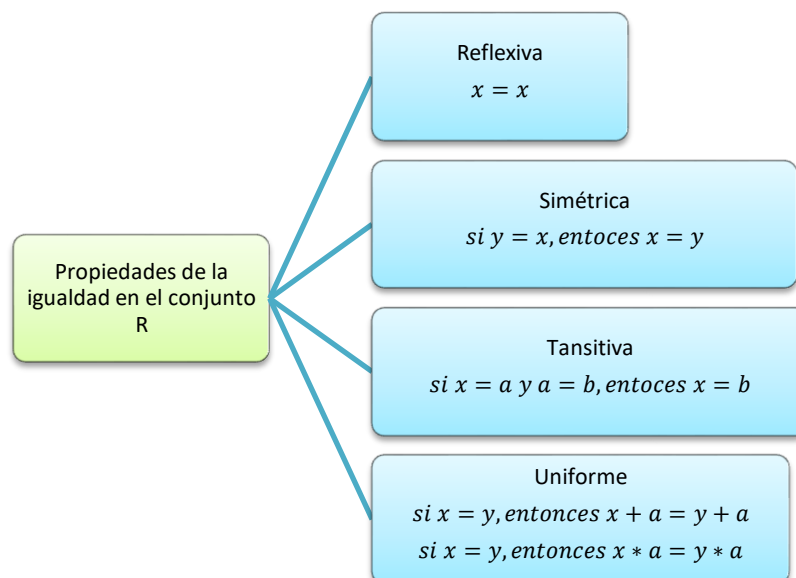 Reflexiva
x = x
Simétrica
si y = x, entoces x = y
Propiedades de la
igualdad en el conjunto
R
Tansitiva
si x = a y a = b, entoces x = b
Uniforme
si x = y, entonces x + a = y + a
si x = y, entonces x * a = y * a